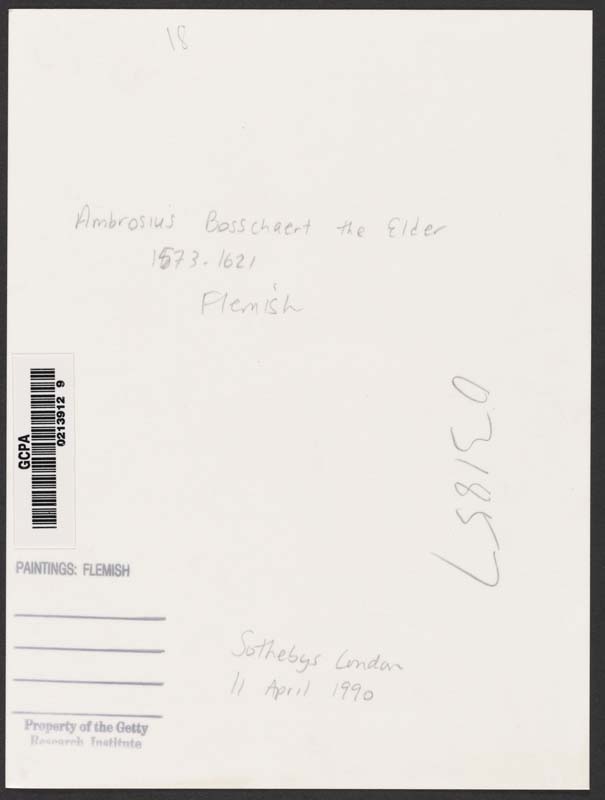 18
Ambrosius Bosschaert the Elder
1573-1621
Flemish
GCPA
0213912 9
031857
PAINTINGS: FLEMISH
Sothebys London
11 April 1990
Property of the Getty
Research Institute